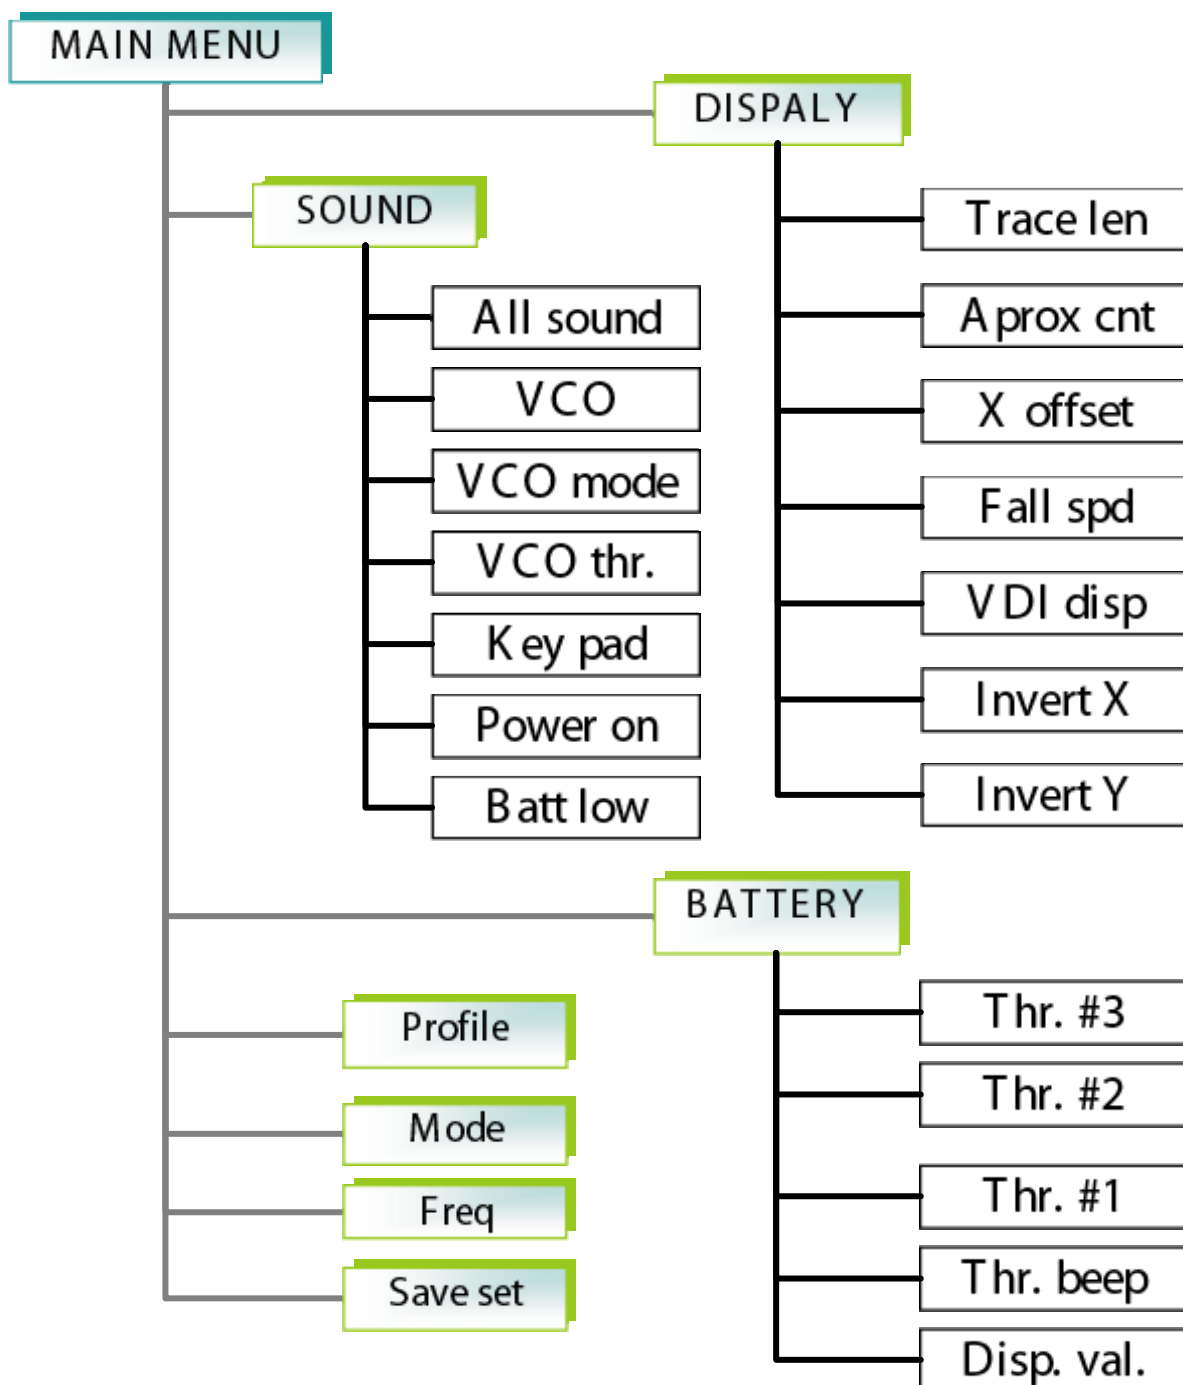 MAIN MENU
DISPALY
Trace len
Aprox cnt
X offset
Fall spd
VDI disp
Invert X
Invert Y
SOUND
All sound
VCO
VCO mode
VCO thr.
Key pad
Power on
Batt low
BATTERY
Thr. #3
Thr. #2
Thr. #1
Thr. beep
Disp. val.
Profile
Mode
Freq
Save set